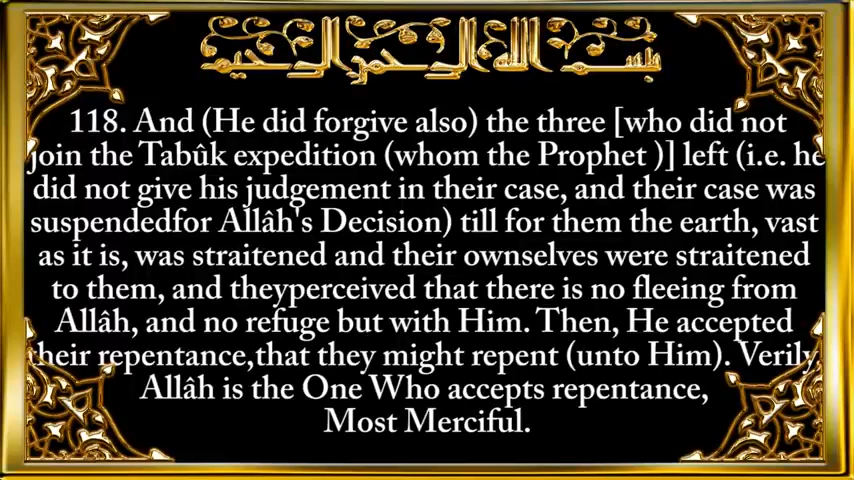 بسم الله الرحمن الرحيم
118. And (He did forgive also) the three [who did not
join the Tabûk expedition (whom the Prophet )] left (i.e. he
did not give his judgement in their case, and their case was
suspendedfor Allâh's Decision) till for them the earth, vast
as it is, was straitened and their ownselves were straitened
to them, and theyperceived that there is no fleeing from
Allâh, and no refuge but with Him. Then, He accepted
their repentance,that they might repent (unto Him). Verily,
Allâh is the One Who accepts repentance,
Most Merciful.